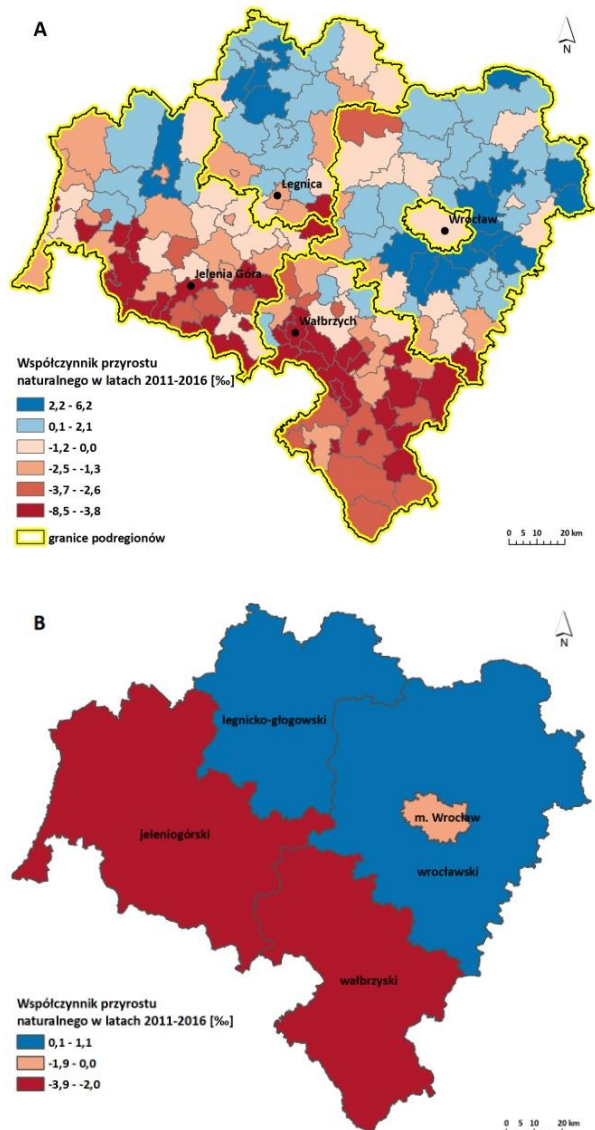 A
N
Legnica
Wrocław
Jelenia Góra
Wałbrzych
Współczynnik przyrostu
naturalnego w latach 2011-2016 [‰]
2,2 - 6,2
0,1 - 2,1
-1,2 - 0,0
-2,5 - -1,3
-3,7 - -2,6
-8,5 - -3,8
granice podregionów
0 5 10 20 km
B
N
legnicko-głogowski
m. Wrocław
jeleniogórski
wrocławski
wałbrzyski
Współczynnik przyrostu
naturalnego w latach 2011-2016 [‰]
0,1 - 1,1
-1,9 - 0,0
-3,9 - -2,0
0 5 10 20 km